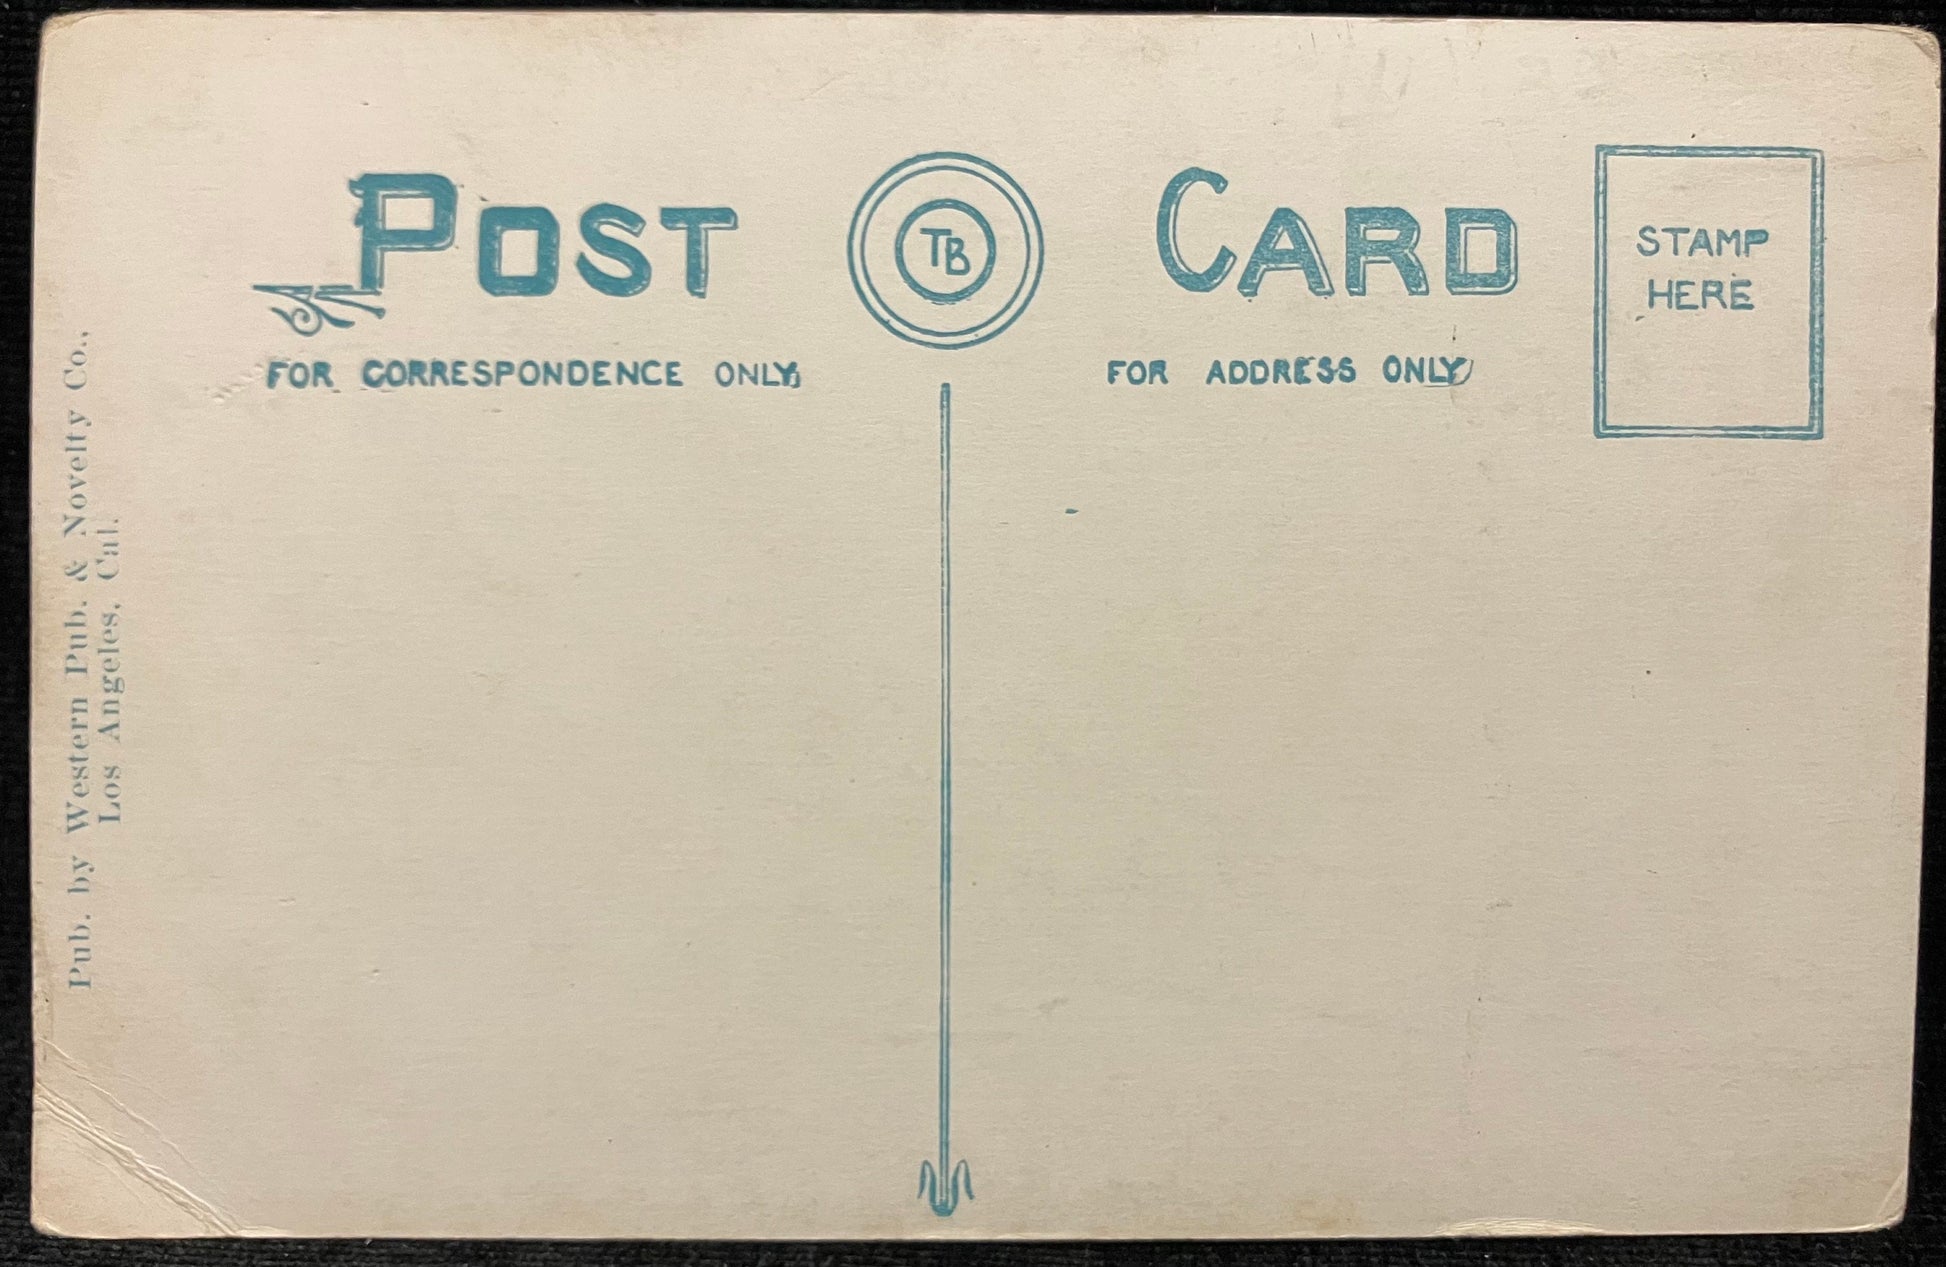 POST TB CARD
STAMP
HERE
FOR CORRESPONDENCE ONLY,
FOR ADDRESS ONLY
Pub. by Western Pub. & Novelty Co.,
Los Angeles, Cal.